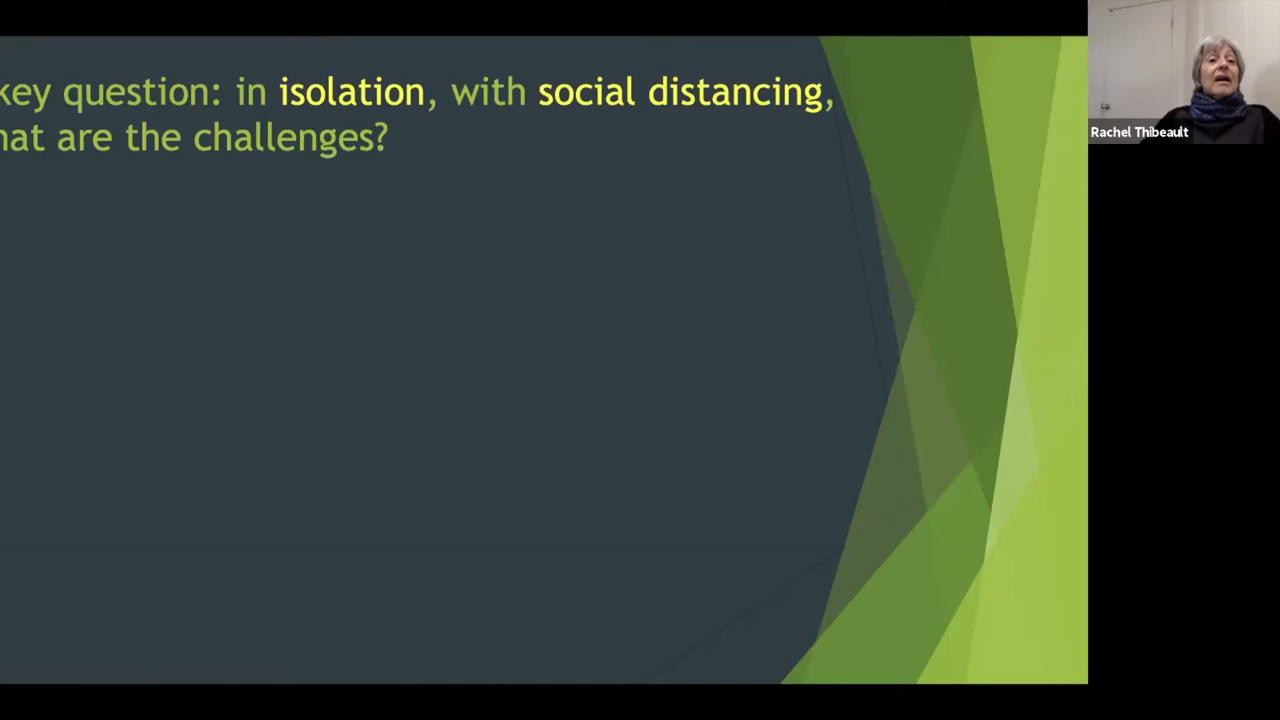 key question: in isolation, with social distancing,
hat are the challenges?
Rachel Thibeault